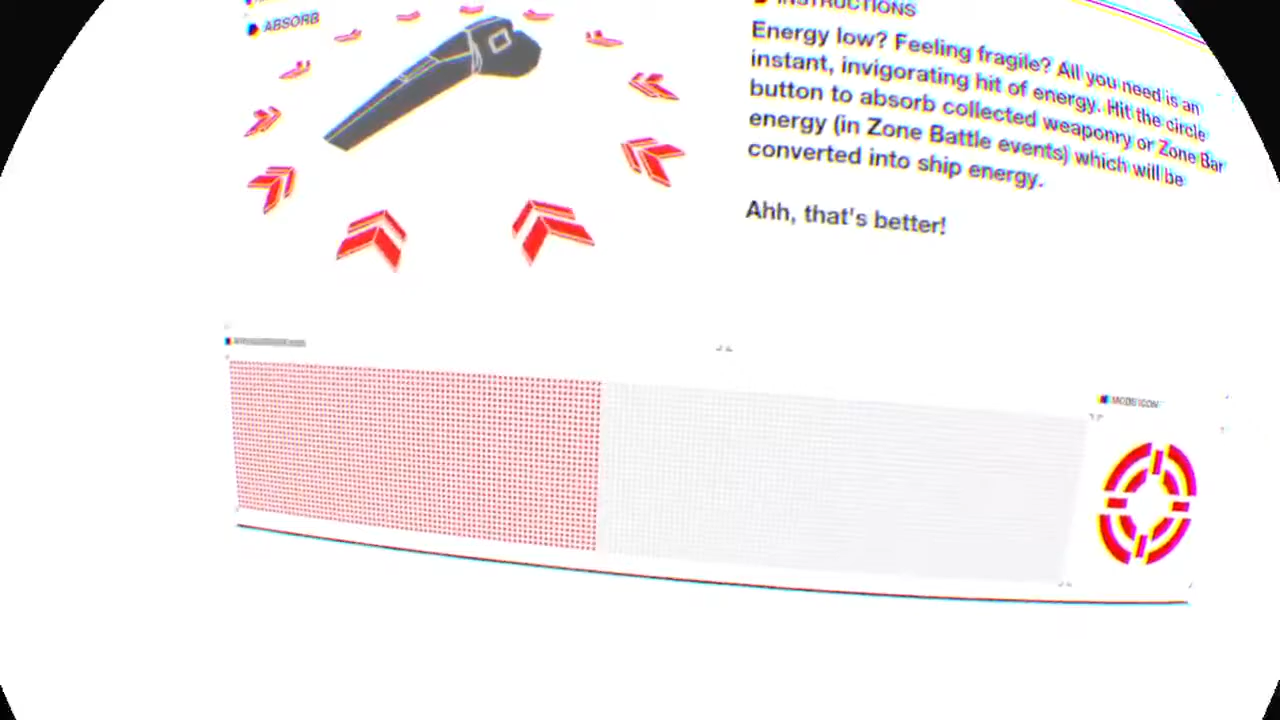 ABSORB
INSTRUCTIONS
Energy low? Feeling fragile? All you need is an
instant, invigorating hit of energy. Hit the circle
button to absorb collected weaponry or Zone Bar
energy (in Zone Battle events) which will be
converted into ship energy.
Ahh, that's better!
MODE ICON